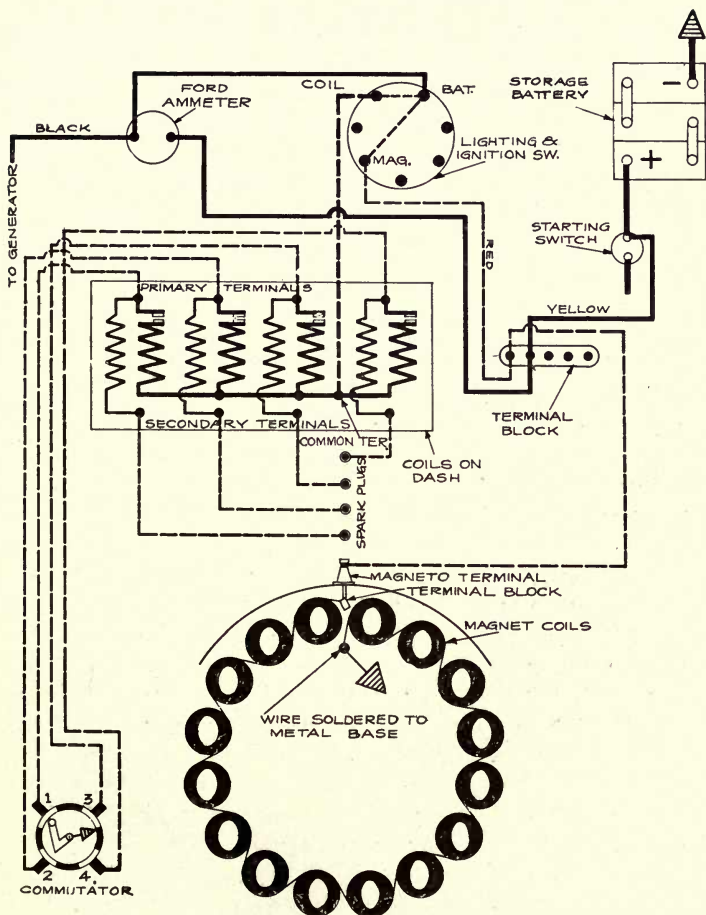 FORD
AMMETER
COIL
BAT.
STORAGE
BATTERY
−
+
BLACK
LIGHTING &
IGNITION SW.
MAG.
TO GENERATOR
STARTING
SWITCH
RED
YELLOW
PRIMARY TERMINALS
TERMINAL
BLOCK
SECONDARY TERMINALS
COMMON TER.
COILS ON
DASH
SPARK PLUGS
MAGNETO TERMINAL
TERMINAL BLOCK
MAGNET COILS
WIRE SOLDERED TO
METAL BASE
1 3
2 4
COMMUTATOR